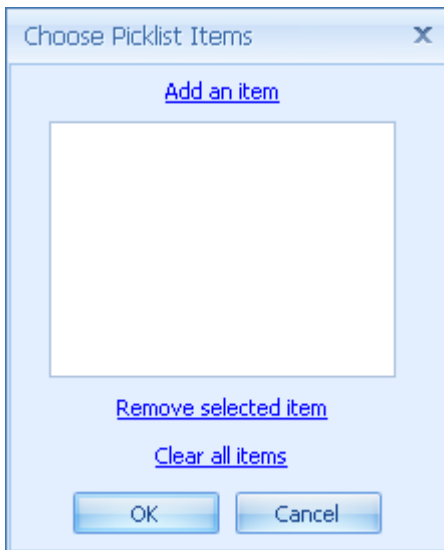 Choose Picklist Items
Add an item
Remove selected item
Clear all items
OK Cancel